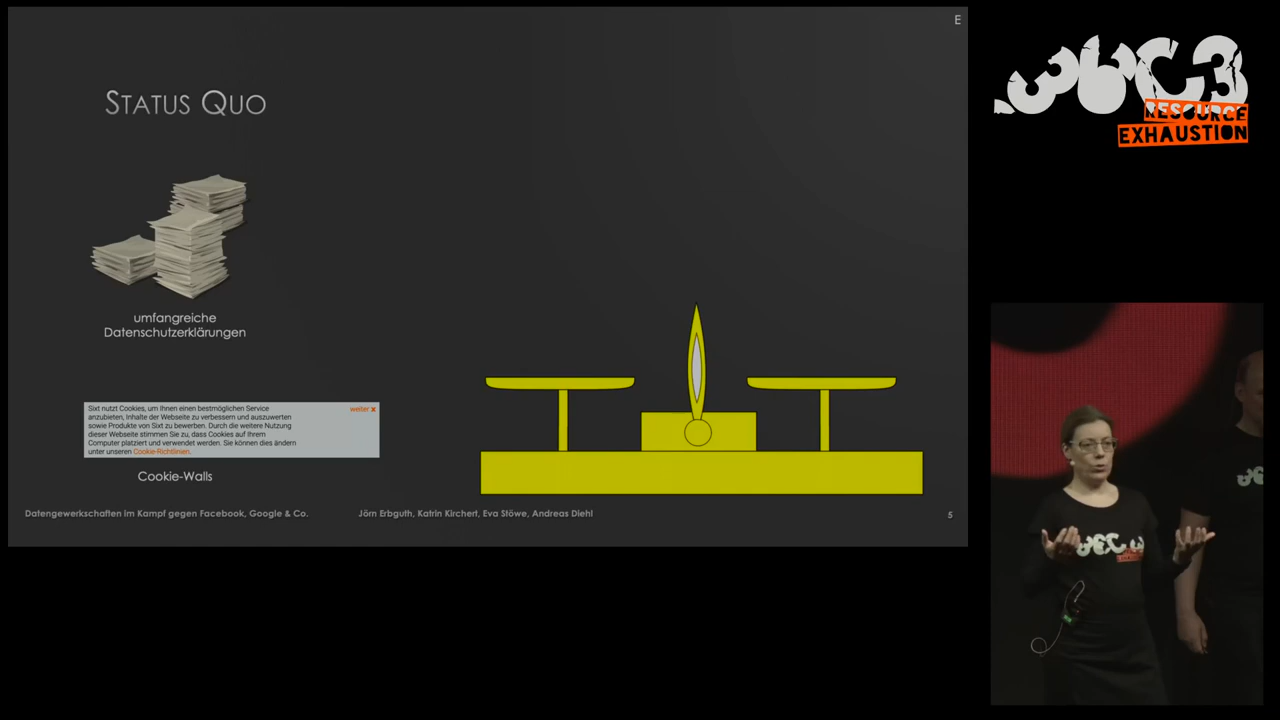 E
36C3
RESOURCE
EXHAUSTION
STATUS QUO
umfangreiche
Datenschutzerklärungen
Sixt nutzt Cookies, um Ihnen einen bestmöglichen Service
anzubieten, Inhalte der Webseite zu verbessern und auszuwerten
sowie Produkte von Sixt zu bewerben. Durch die weitere Nutzung
dieser Webseite stimmen Sie zu, dass Cookies auf Ihrem
Computer platziert und verwendet werden. Sie können dies ändern
unter unseren Cookie-Richtlinien.
weiter x
Cookie-Walls
Datengewerkschaften im Kampf gegen Facebook, Google & Co.
Jörn Erbguth, Katrin Kirchert, Eva Stöwe, Andreas Diehl
5